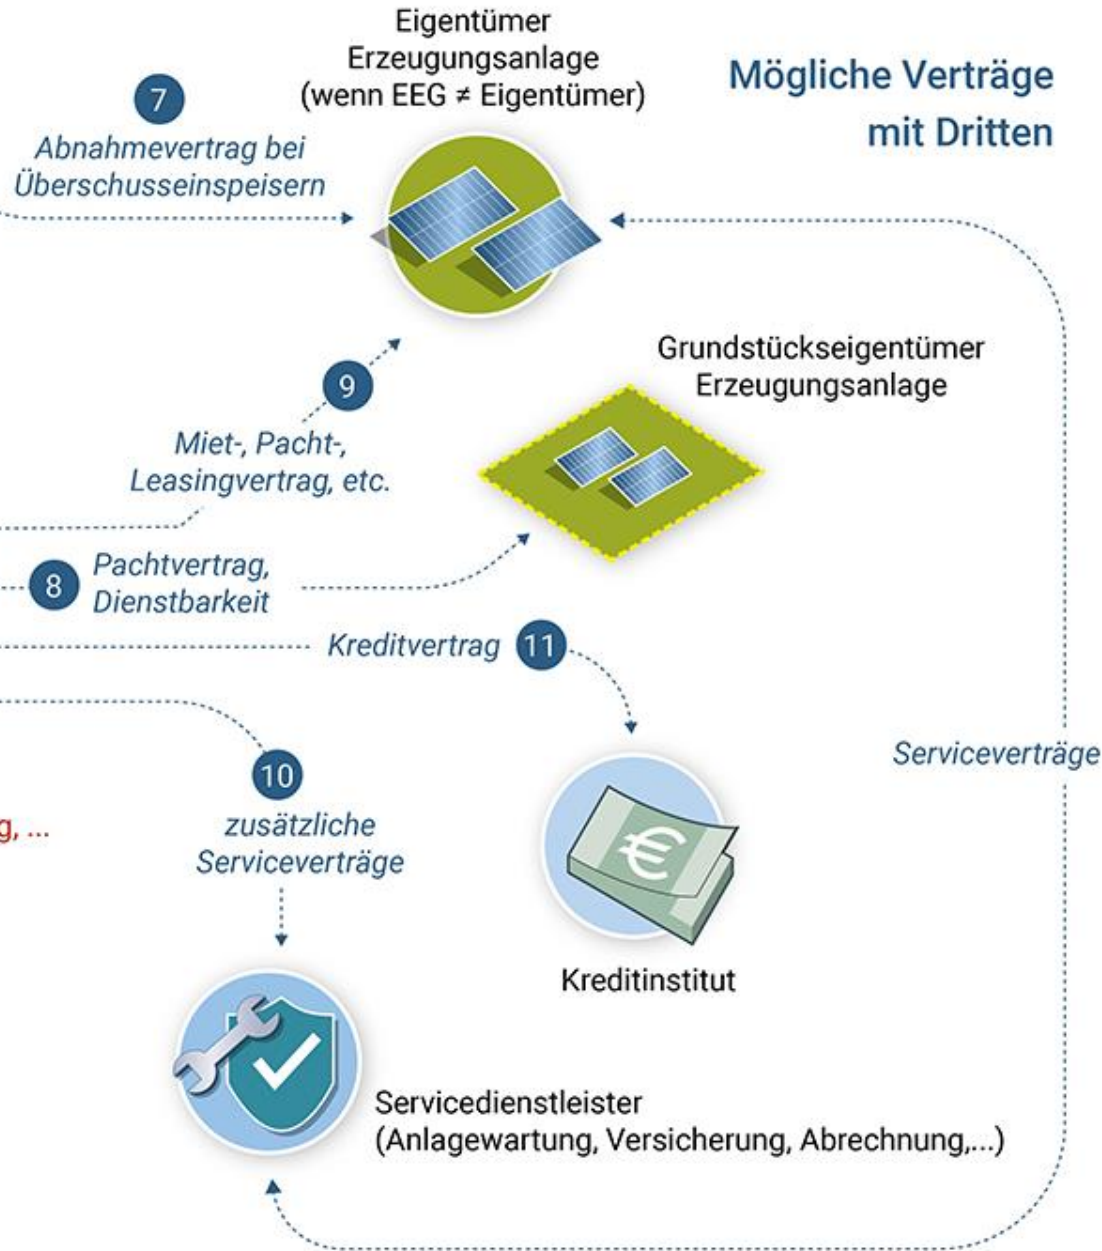 Eigentümer
Erzeugungsanlage
(wenn EEG ≠ Eigentümer)
Mögliche Verträge
mit Dritten
7
Abnahmevertrag bei
Überschusseinspeisern
Grundstückseigentümer
Erzeugungsanlage
9
Miet-, Pacht-,
Leasingvertrag, etc.
8
Pachtvertrag,
Dienstbarkeit
Kreditvertrag
11
Serviceverträge
10
zusätzliche
Serviceverträge
g, ...
€
Kreditinstitut
Servicedienstleister
(Anlagewartung, Versicherung, Abrechnung,...)